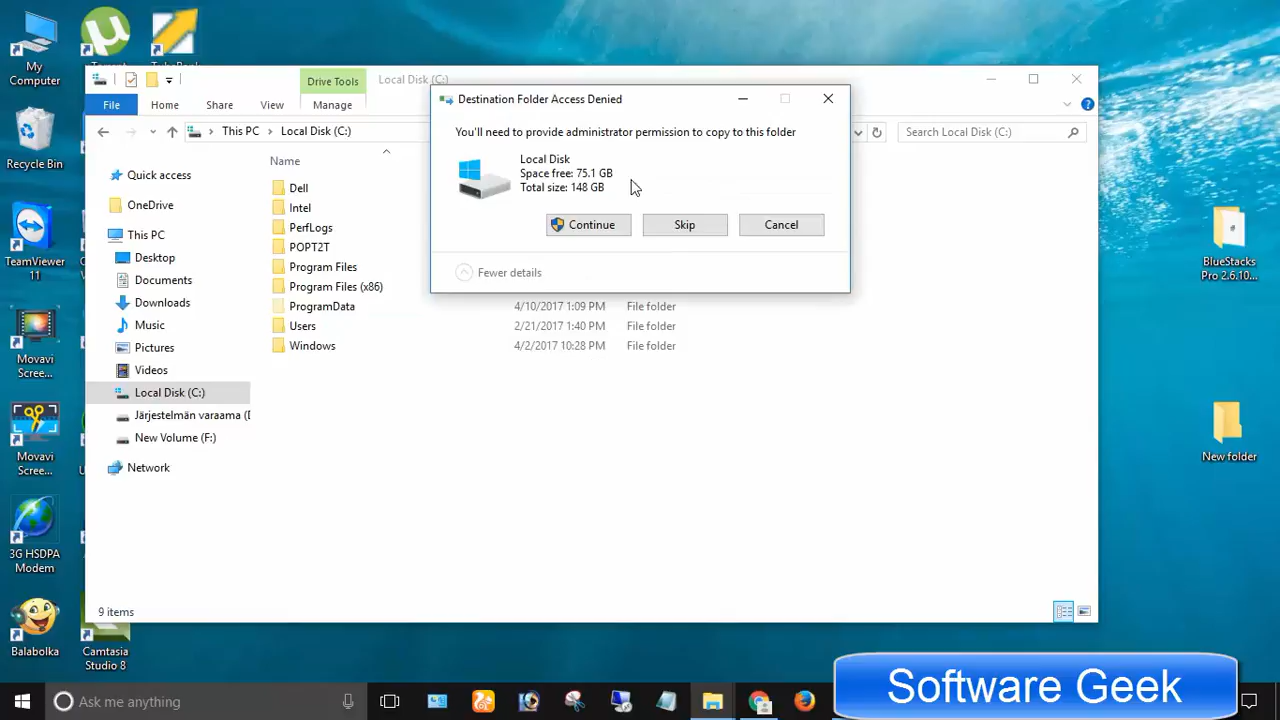 My
Computer
Recycle Bin
TeamViewer
11
Movavi
Scree...
Movavi
Scree...
3G HSDPA
Modem
Balabolka
Camtasia
Studio 8
Drive Tools
Local Disk (C:)
File
Home
Share
View
Manage
This PC
Local Disk (C:)
Search Local Disk (C:)
Quick access
OneDrive
This PC
Desktop
Documents
Downloads
Music
Pictures
Videos
Local Disk (C:)
Järjestelmän varaama (
New Volume (F:)
Network
Name
Dell
Intel
PerfLogs
POPT2T
Program Files
Program Files (x86)
ProgramData 4/10/2017 1:09 PM File folder
Users 2/21/2017 1:40 PM File folder
Windows 4/2/2017 10:28 PM File folder
9 items
Destination Folder Access Denied
You'll need to provide administrator permission to copy to this folder
Local Disk
Space free: 75.1 GB
Total size: 148 GB
Continue
Skip
Cancel
Fewer details
BlueStacks
Pro 2.6.10...
New folder
Ask me anything
Software Geek